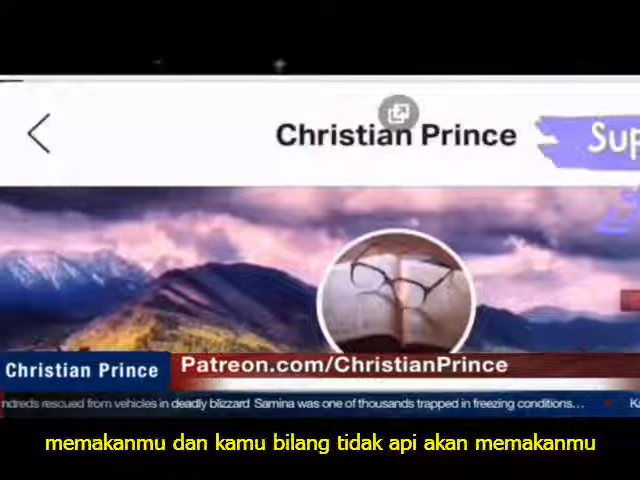 Christian Prince
Sup
Christian Prince
Patreon.com/ChristianPrince
ndreds rescued from vehicles in deadly blizzard Samina was one of thousands trapped in freezing conditions... Ka
memakanmu dan kamu bilang tidak api akan memakanmu